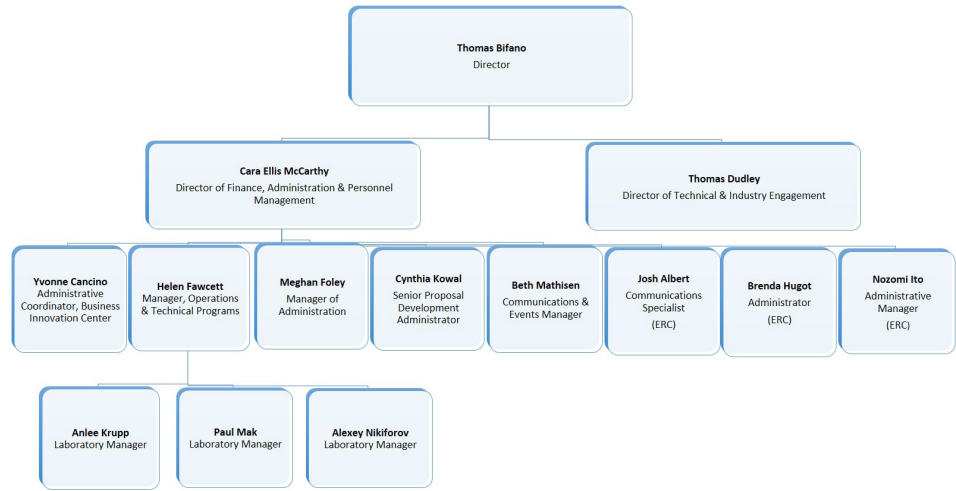 Thomas Bifano
Director
Cara Ellis McCarthy
Director of Finance, Administration & Personnel
Management
Thomas Dudley
Director of Technical & Industry Engagement
Yvonne Cancino
Administrative
Coordinator, Business
Innovation Center
Helen Fawcett
Manager, Operations
& Technical Programs
Meghan Foley
Manager of
Administration
Cynthia Kowal
Senior Proposal
Development
Administrator
Beth Mathisen
Communications &
Events Manager
Josh Albert
Communications
Specialist
(ERC)
Brenda Hugot
Administrator
(ERC)
Nozomi Ito
Administrative
Manager
(ERC)
Anlee Krupp
Laboratory Manager
Paul Mak
Laboratory Manager
Alexey Nikiforov
Laboratory Manager